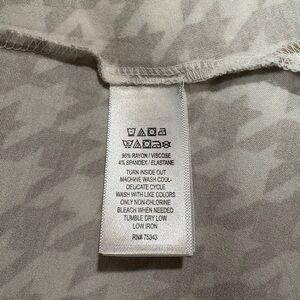 96% RAYON / VISCOSE
4% SPANDEX / ELASTANE
TURN INSIDE OUT
MACHINE WASH COOL-
DELICATE CYCLE
WASH WITH LIKE COLORS
ONLY NON-CHLORINE
BLEACH WHEN NEEDED
TUMBLE DRY LOW
LOW IRON
RN# 75343